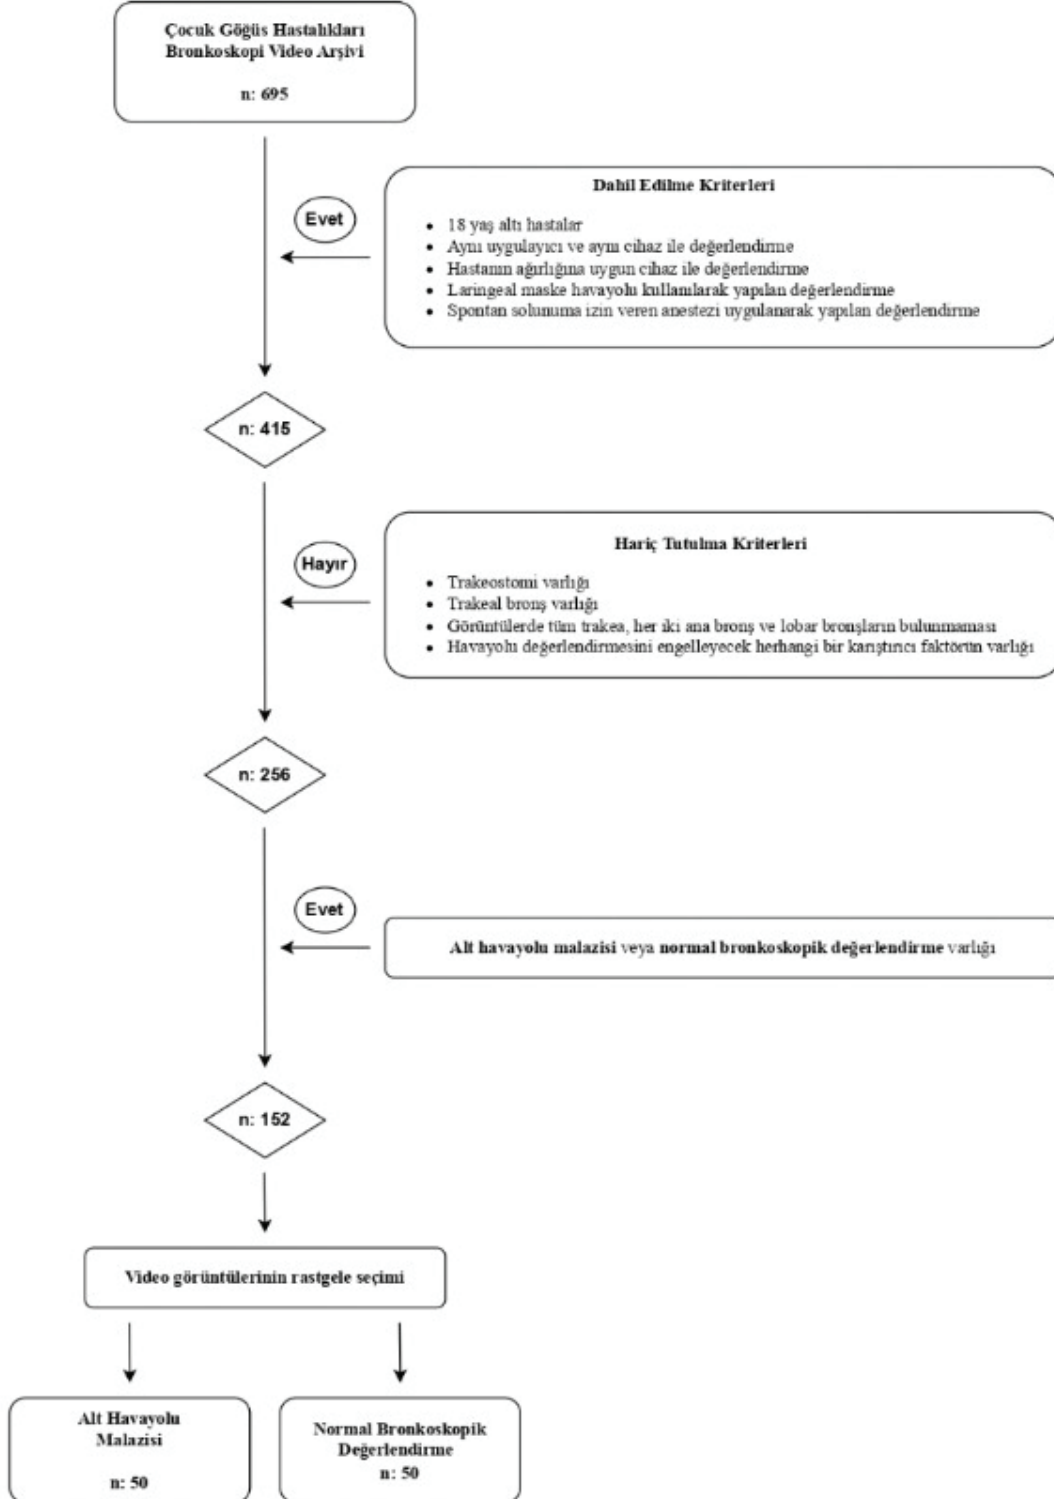 Çocuk Göğüs Hastalıkları
Bronkoskopi Video Arşivi
n: 695
Evet
Dahil Edilme Kriterleri
• 18 yaş altı hastalar
• Aynı uygulayıcı ve aynı cihaz ile değerlendirme
• Hastanın ağırlığına uygun cihaz ile değerlendirme
• Laringeal maske havayolu kullanılarak yapılan değerlendirme
• Spontan solunuma izin veren anestezi uygulanarak yapılan değerlendirme
n: 415
Hayır
Hariç Tutulma Kriterleri
• Trakeostomi varlığı
• Trakeal bronş varlığı
• Görüntülerde tüm trakea, her iki ana bronş ve lobar bronşların bulunmaması
• Havayolu değerlendirmesini engelleyecek herhangi bir karıştırıcı faktörün varlığı
n: 256
Evet
Alt havayolu malazisi veya normal bronkoskopik değerlendirme varlığı
n: 152
Video görüntülerinin rastgele seçimi
Alt Havayolu
Malazisi
n: 50
Normal Bronkoskopik
Değerlendirme
n: 50